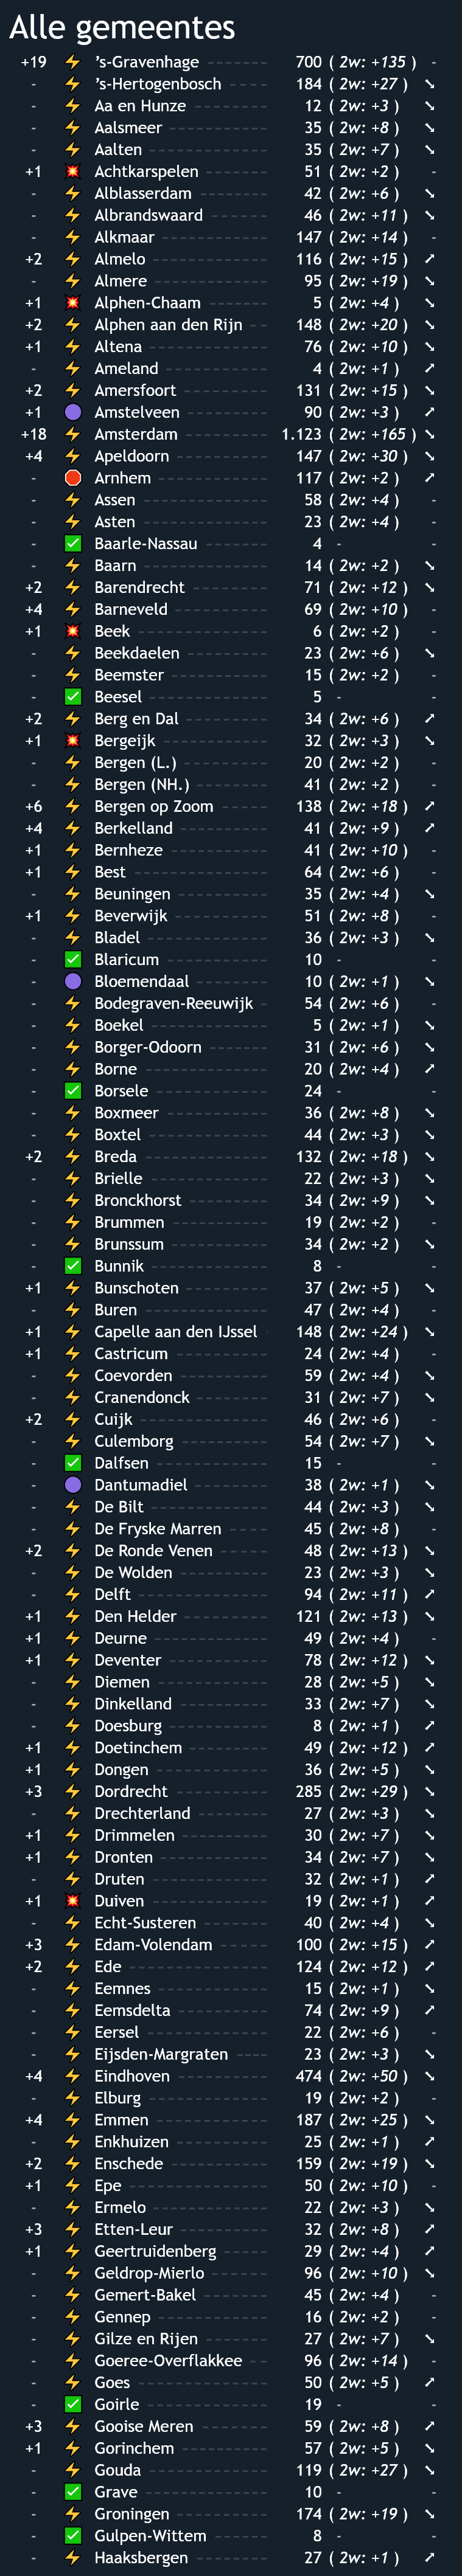 Alle gemeentes
+19 ⚡ ’s-Gravenhage 700 ( 2w: +135 ) -
- ⚡ ’s-Hertogenbosch 184 ( 2w: +27 ) ➘
- ⚡ Aa en Hunze 12 ( 2w: +3 ) ➘
- ⚡ Aalsmeer 35 ( 2w: +8 ) ➘
- ⚡ Aalten 35 ( 2w: +7 ) ➘
+1 💥 Achtkarspelen 51 ( 2w: +2 ) -
- ⚡ Alblasserdam 42 ( 2w: +6 ) ➘
- ⚡ Albrandswaard 46 ( 2w: +11 ) ➘
- ⚡ Alkmaar 147 ( 2w: +14 ) -
+2 ⚡ Almelo 116 ( 2w: +15 ) ➚
- ⚡ Almere 95 ( 2w: +19 ) ➘
+1 💥 Alphen-Chaam 5 ( 2w: +4 ) ➘
+2 ⚡ Alphen aan den Rijn 148 ( 2w: +20 ) ➘
+1 ⚡ Altena 76 ( 2w: +10 ) ➘
- ⚡ Ameland 4 ( 2w: +1 ) ➚
+2 ⚡ Amersfoort 131 ( 2w: +15 ) ➘
+1 🟣 Amstelveen 90 ( 2w: +3 ) ➚
+18 ⚡ Amsterdam 1.123 ( 2w: +165 ) ➘
+4 ⚡ Apeldoorn 147 ( 2w: +30 ) ➘
- 🛑 Arnhem 117 ( 2w: +2 ) ➚
- ⚡ Assen 58 ( 2w: +4 ) -
- ⚡ Asten 23 ( 2w: +4 ) -
- ✅ Baarle-Nassau 4 - -
- ⚡ Baarn 14 ( 2w: +2 ) ➘
+2 ⚡ Barendrecht 71 ( 2w: +12 ) ➘
+4 ⚡ Barneveld 69 ( 2w: +10 ) -
+1 💥 Beek 6 ( 2w: +2 ) -
- ⚡ Beekdaelen 23 ( 2w: +6 ) ➘
- ⚡ Beemster 15 ( 2w: +2 ) -
- ✅ Beesel 5 - -
+2 ⚡ Berg en Dal 34 ( 2w: +6 ) ➚
+1 💥 Bergeijk 32 ( 2w: +3 ) ➘
- ⚡ Bergen (L.) 20 ( 2w: +2 ) -
- ⚡ Bergen (NH.) 41 ( 2w: +2 ) -
+6 ⚡ Bergen op Zoom 138 ( 2w: +18 ) ➚
+4 ⚡ Berkelland 41 ( 2w: +9 ) ➚
+1 ⚡ Bernheze 41 ( 2w: +10 ) -
+1 ⚡ Best 64 ( 2w: +6 ) -
- ⚡ Beuningen 35 ( 2w: +4 ) ➘
+1 ⚡ Beverwijk 51 ( 2w: +8 ) -
- ⚡ Bladel 36 ( 2w: +3 ) ➘
- ✅ Blaricum 10 - -
- 🟣 Bloemendaal 10 ( 2w: +1 ) ➘
- ⚡ Bodegraven-Reeuwijk 54 ( 2w: +6 ) -
- ⚡ Boekel 5 ( 2w: +1 ) ➘
- ⚡ Borger-Odoorn 31 ( 2w: +6 ) ➘
- ⚡ Borne 20 ( 2w: +4 ) ➚
- ✅ Borsele 24 - -
- ⚡ Boxmeer 36 ( 2w: +8 ) ➘
- ⚡ Boxtel 44 ( 2w: +3 ) ➘
+2 ⚡ Breda 132 ( 2w: +18 ) ➘
- ⚡ Brielle 22 ( 2w: +3 ) ➘
- ⚡ Bronckhorst 34 ( 2w: +9 ) ➘
- ⚡ Brummen 19 ( 2w: +2 ) -
- ⚡ Brunssum 34 ( 2w: +2 ) ➘
- ✅ Bunnik 8 - -
+1 ⚡ Bunschoten 37 ( 2w: +5 ) ➘
- ⚡ Buren 47 ( 2w: +4 ) -
+1 ⚡ Capelle aan den IJssel 148 ( 2w: +24 ) ➘
+1 ⚡ Castricum 24 ( 2w: +4 ) -
- ⚡ Coevorden 59 ( 2w: +4 ) ➘
- ⚡ Cranendonck 31 ( 2w: +7 ) ➘
+2 ⚡ Cuijk 46 ( 2w: +6 ) -
- ⚡ Culemborg 54 ( 2w: +7 ) ➘
- ✅ Dalfsen 15 - -
- 🟣 Dantumadiel 38 ( 2w: +1 ) ➘
- ⚡ De Bilt 44 ( 2w: +3 ) ➘
- ⚡ De Fryske Marren 45 ( 2w: +8 ) -
+2 ⚡ De Ronde Venen 48 ( 2w: +13 ) ➘
- ⚡ De Wolden 23 ( 2w: +3 ) ➘
- ⚡ Delft 94 ( 2w: +11 ) ➚
+1 ⚡ Den Helder 121 ( 2w: +13 ) ➘
+1 ⚡ Deurne 49 ( 2w: +4 ) -
+1 ⚡ Deventer 78 ( 2w: +12 ) ➘
- ⚡ Diemen 28 ( 2w: +5 ) ➘
- ⚡ Dinkelland 33 ( 2w: +7 ) ➘
- ⚡ Doesburg 8 ( 2w: +1 ) ➚
+1 ⚡ Doetinchem 49 ( 2w: +12 ) ➚
+1 ⚡ Dongen 36 ( 2w: +5 ) ➘
+3 ⚡ Dordrecht 285 ( 2w: +29 ) ➘
- ⚡ Drechterland 27 ( 2w: +3 ) ➘
+1 ⚡ Drimmelen 30 ( 2w: +7 ) ➘
+1 ⚡ Dronten 34 ( 2w: +7 ) ➘
- ⚡ Druten 32 ( 2w: +1 ) ➚
+1 💥 Duiven 19 ( 2w: +1 ) ➚
- ⚡ Echt-Susteren 40 ( 2w: +4 ) ➘
+3 ⚡ Edam-Volendam 100 ( 2w: +15 ) ➚
+2 ⚡ Ede 124 ( 2w: +12 ) ➚
- ⚡ Eemnes 15 ( 2w: +1 ) ➘
- ⚡ Eemsdelta 74 ( 2w: +9 ) ➚
- ⚡ Eersel 22 ( 2w: +6 ) -
- ⚡ Eijsden-Margraten 23 ( 2w: +3 ) ➘
+4 ⚡ Eindhoven 474 ( 2w: +50 ) ➘
- ⚡ Elburg 19 ( 2w: +2 ) -
+4 ⚡ Emmen 187 ( 2w: +25 ) ➘
- ⚡ Enkhuizen 25 ( 2w: +1 ) ➚
+2 ⚡ Enschede 159 ( 2w: +19 ) ➘
+1 ⚡ Epe 50 ( 2w: +10 ) -
- ⚡ Ermelo 22 ( 2w: +3 ) ➘
+3 ⚡ Etten-Leur 32 ( 2w: +8 ) ➚
+1 ⚡ Geertruidenberg 29 ( 2w: +4 ) ➚
- ⚡ Geldrop-Mierlo 96 ( 2w: +10 ) ➘
- ⚡ Gemert-Bakel 45 ( 2w: +4 ) -
- ⚡ Gennep 16 ( 2w: +2 ) -
- ⚡ Gilze en Rijen 27 ( 2w: +7 ) ➘
- ⚡ Goeree-Overflakkee 96 ( 2w: +14 ) -
- ⚡ Goes 50 ( 2w: +5 ) ➚
- ✅ Goirle 19 - -
+3 ⚡ Gooise Meren 59 ( 2w: +8 ) ➚
+1 ⚡ Gorinchem 57 ( 2w: +5 ) ➘
- ⚡ Gouda 119 ( 2w: +27 ) ➘
- ✅ Grave 10 - -
- ⚡ Groningen 174 ( 2w: +19 ) ➘
- ✅ Gulpen-Wittem 8 - -
- ⚡ Haaksbergen 27 ( 2w: +1 ) ➚